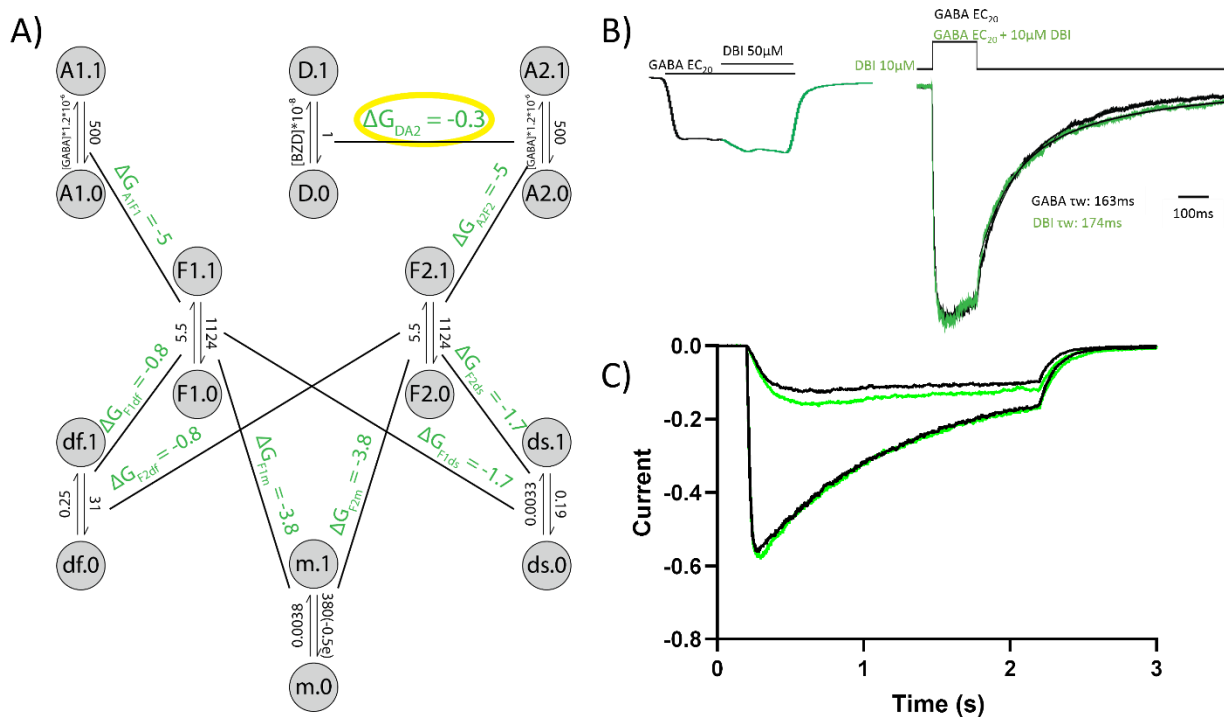 A)
A1.1
[GABA]*1.2*10⁻⁶
500
A1.0
D.1
[BZD]*10⁻⁸
1
D.0
ΔG_DA2 = -0.3
A2.1
[GABA]*1.2*10⁻⁶
500
A2.0
ΔG_A1F1 = -5
ΔG_A2F2 = -5
F1.1
5.5
1124
F1.0
F2.1
5.5
1124
F2.0
ΔG_F1df = -0.8
ΔG_F2df = -0.8
ΔG_F1m = -3.8
ΔG_F2m = -3.8
ΔG_F2ds = -1.7
ΔG_F1ds = -1.7
df.1
0.25
31
df.0
ds.1
0.0033
0.19
ds.0
m.1
0.0038
380(-0.5e)
m.0
B)
GABA EC₂₀
DBI 50μM
GABA EC₂₀
GABA EC₂₀ + 10μM DBI
DBI 10μM
GABA τw: 163ms
DBI τw: 174ms
100ms
C)
0.0
-0.2
-0.4
-0.6
-0.8
Current
0
1
2
3
Time (s)